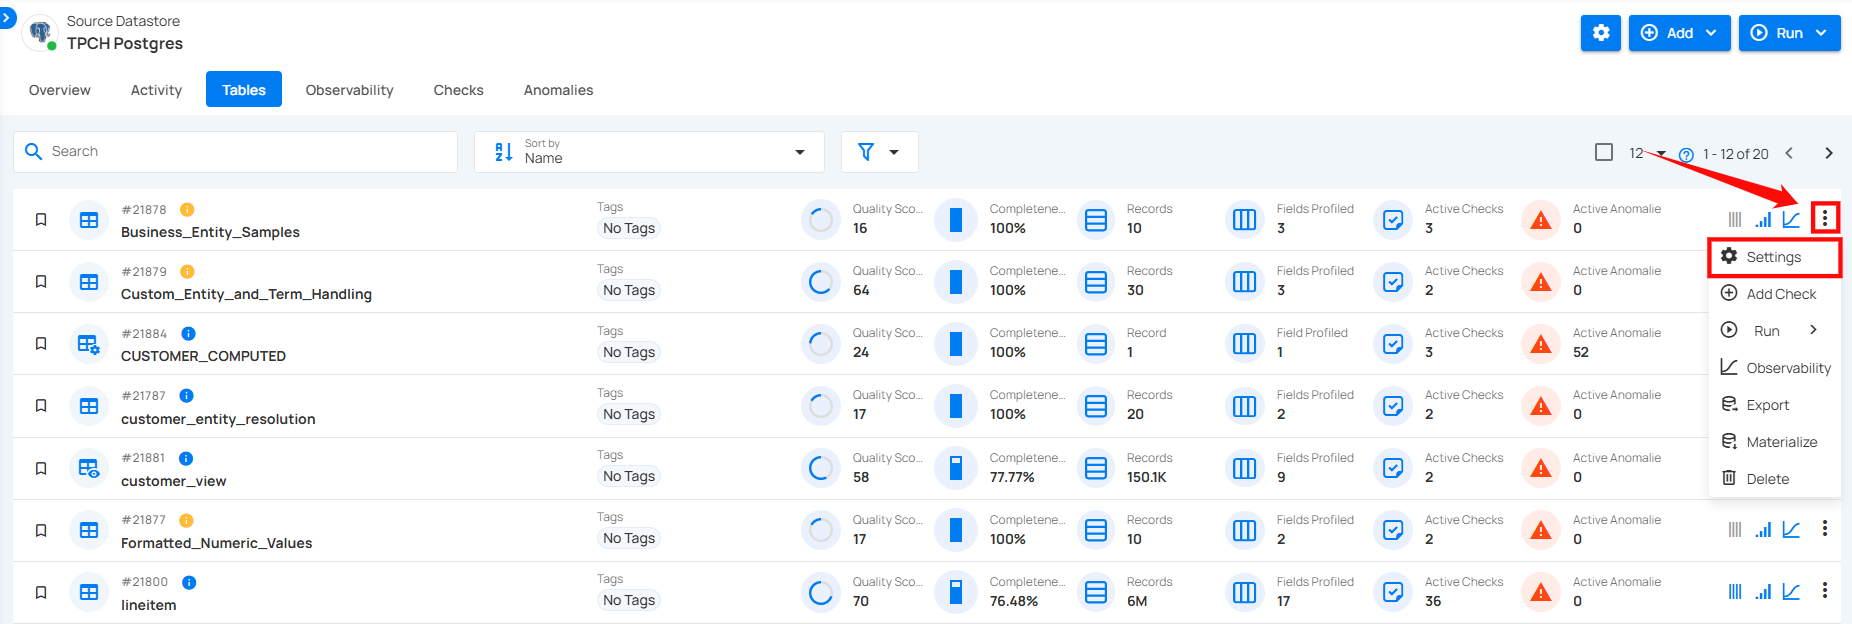 Source Datastore
TPCH Postgres
Add
Run
Overview Activity Tables Observability Checks Anomalies
Search
Sort by
Name
12
1 - 12 of 20
#21878
Business_Entity_Samples
Tags
No Tags
Quality Sco...
16
Completene...
100%
Records
10
Fields Profiled
3
Active Checks
3
Active Anomalie
0
#21879
Custom_Entity_and_Term_Handling
Tags
No Tags
Quality Sco...
64
Completene...
100%
Records
30
Fields Profiled
3
Active Checks
2
Active Anomalie
0
#21884
CUSTOMER_COMPUTED
Tags
No Tags
Quality Sco...
24
Completene...
100%
Record
1
Field Profiled
1
Active Checks
3
Active Anomalie
52
#21787
customer_entity_resolution
Tags
No Tags
Quality Sco...
17
Completene...
100%
Records
20
Fields Profiled
2
Active Checks
2
Active Anomalie
0
#21881
customer_view
Tags
No Tags
Quality Sco...
58
Completene...
77.77%
Records
150.1K
Fields Profiled
9
Active Checks
2
Active Anomalie
0
#21877
Formatted_Numeric_Values
Tags
No Tags
Quality Sco...
17
Completene...
100%
Records
10
Fields Profiled
2
Active Checks
2
Active Anomalie
0
#21800
lineitem
Tags
No Tags
Quality Sco...
70
Completene...
76.48%
Records
6M
Fields Profiled
17
Active Checks
36
Active Anomalie
0
Settings
Add Check
Run
Observability
Export
Materialize
Delete